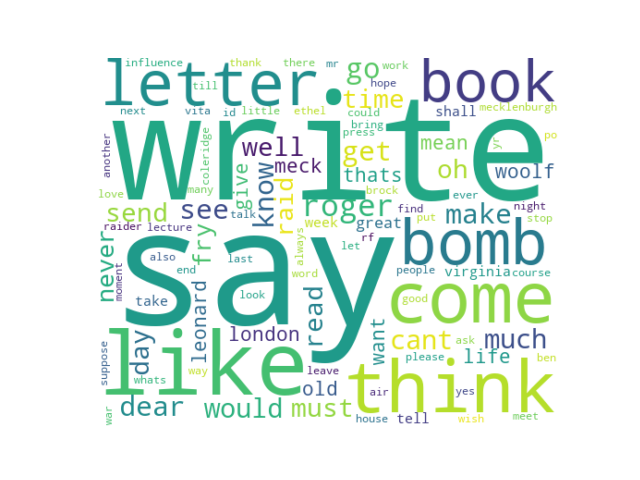 influence thank there mr go work
letter book
till hope
time
next vita id little ethel could shall mecklenburgh
write
bring
press
another coleridge well get mean yr po
know meck thats oh woolf
love many give raid brock ever
send see roger find make night
raider lecture talk week great rf put stop
say
never fry always let bomb
moment also last word people virginia course
take end look
come
suppose day leonard london read want good
like cant much
whats way leave please ask life ben
think
old air yes
war dear would must house tell wish meet